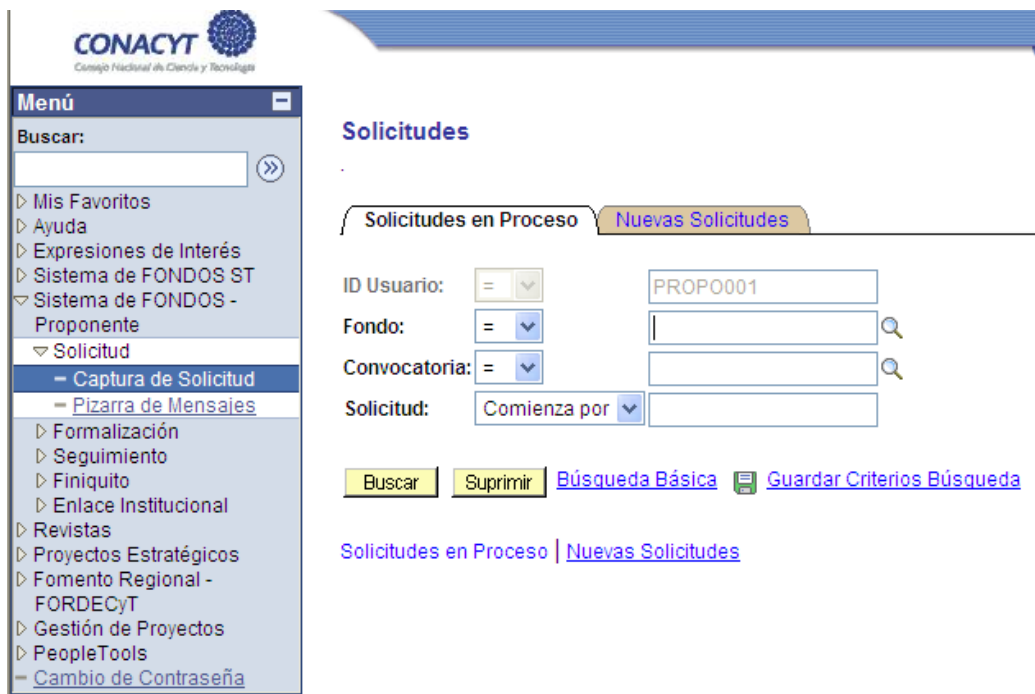 CONACYT
Consejo Nacional de Ciencia y Tecnología
Menú
Buscar:
Mis Favoritos
Ayuda
Expresiones de Interés
Sistema de FONDOS ST
Sistema de FONDOS -
Proponente
Solicitud
Captura de Solicitud
Pizarra de Mensajes
Formalización
Seguimiento
Finiquito
Enlace Institucional
Revistas
Proyectos Estratégicos
Fomento Regional -
FORDECyT
Gestión de Proyectos
PeopleTools
Cambio de Contraseña
Solicitudes
.
Solicitudes en Proceso Nuevas Solicitudes
ID Usuario: = PROPO001
Fondo: =
Convocatoria: =
Solicitud: Comienza por
Buscar Suprimir Búsqueda Básica Guardar Criterios Búsqueda
Solicitudes en Proceso | Nuevas Solicitudes